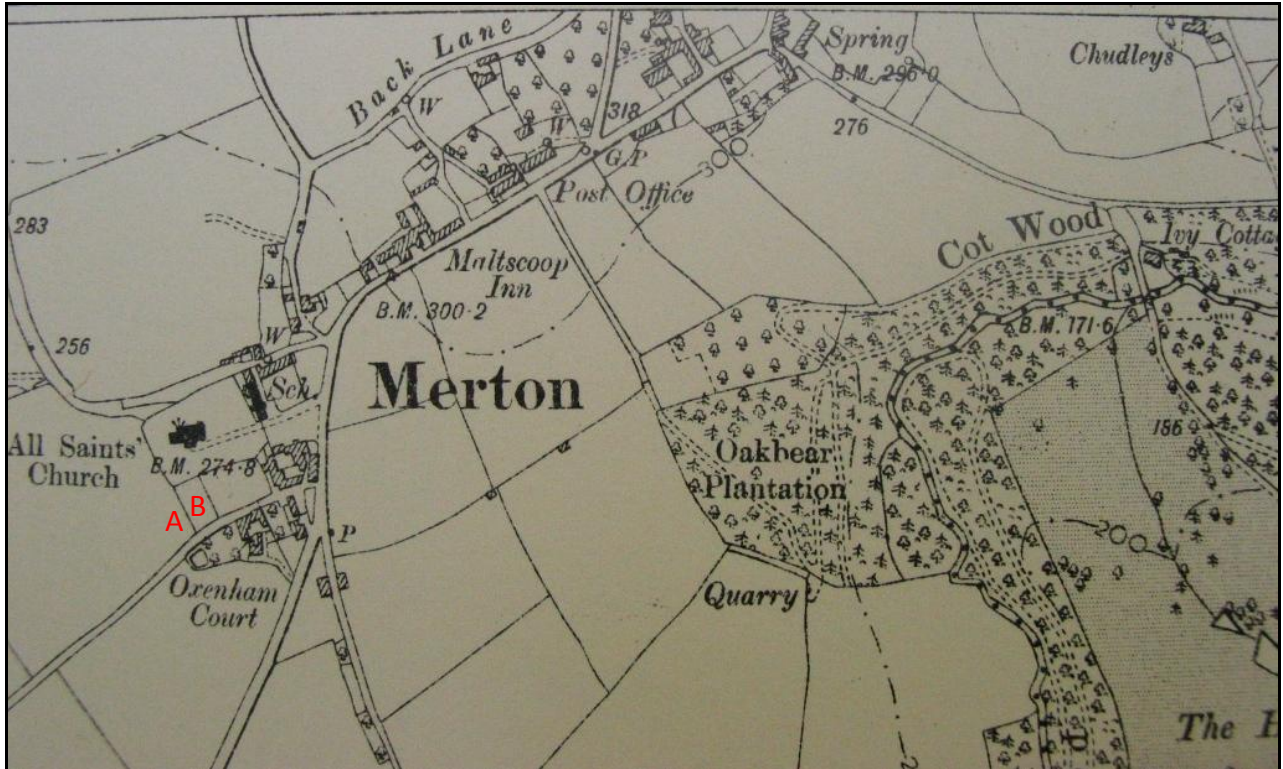 Back Lane
W
Spring
B.M. 296·0
Chudleys
318
W
276
G.P
300
Post Office
283
Cot Wood
Ivy Cotta
Maltscoop
Inn
B.M. 300·2
B.M. 171·6
256
W
Sch.
Merton
All Saints'
Church
B.M. 274·8
186
Oakbear
Plantation
A
B
200
P
Oxenham
Court
Quarry
The